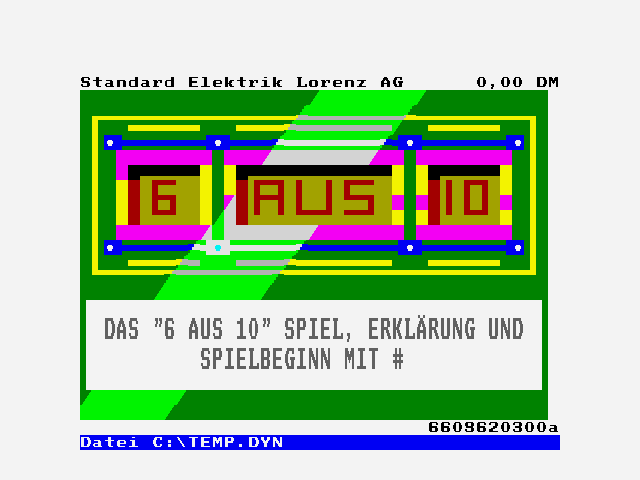 Standard Elektrik Lorenz AG 0,00 DM
6 AUS 10
DAS "6 AUS 10" SPIEL, ERKLÄRUNG UND
SPIELBEGINN MIT #
6609620300a
Datei C:\TEMP.DYN